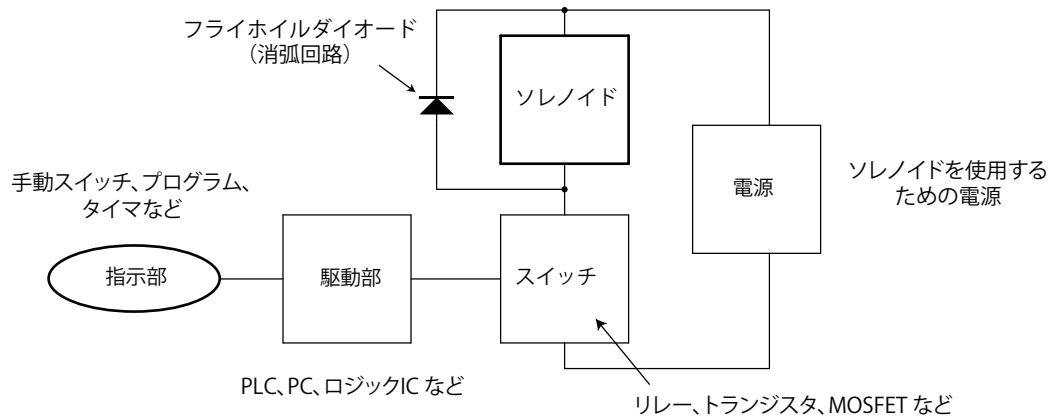 フライホイルダイオード
（消弧回路）
ソレノイド
手動スイッチ、プログラム、
タイマなど
電源
ソレノイドを使用する
ための電源
指示部
駆動部
スイッチ
PLC、PC、ロジックIC など
リレー、トランジスタ、MOSFET など